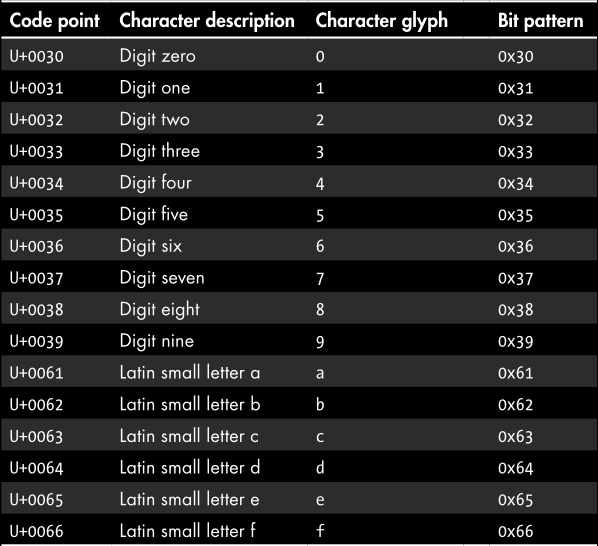 Code point Character description Character glyph Bit pattern
U+0030 Digit zero 0 0x30
U+0031 Digit one 1 0x31
U+0032 Digit two 2 0x32
U+0033 Digit three 3 0x33
U+0034 Digit four 4 0x34
U+0035 Digit five 5 0x35
U+0036 Digit six 6 0x36
U+0037 Digit seven 7 0x37
U+0038 Digit eight 8 0x38
U+0039 Digit nine 9 0x39
U+0061 Latin small letter a a 0x61
U+0062 Latin small letter b b 0x62
U+0063 Latin small letter c c 0x63
U+0064 Latin small letter d d 0x64
U+0065 Latin small letter e e 0x65
U+0066 Latin small letter f f 0x66